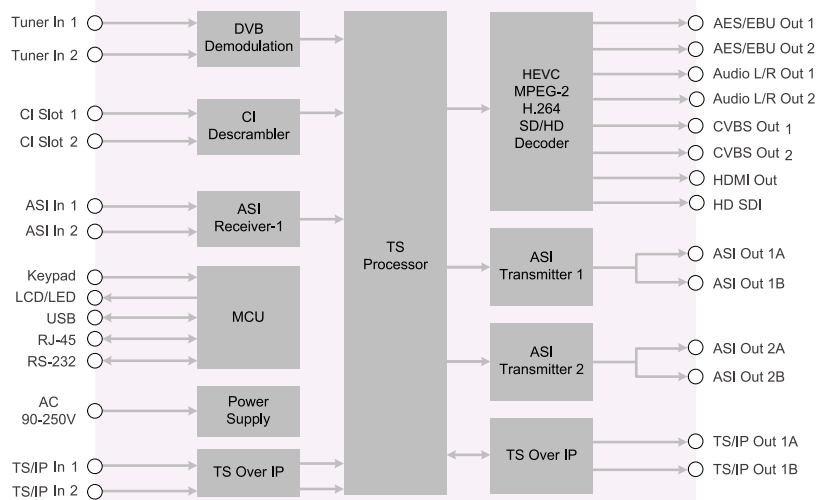 Tuner In 1
Tuner In 2
DVB
Demodulation
CI Slot 1
CI Slot 2
CI
Descrambler
ASI In 1
ASI In 2
ASI
Receiver-1
Keypad
LCD/LED
USB
RJ-45
RS-232
MCU
AC
90-250V
Power
Supply
TS/IP In 1
TS/IP In 2
TS Over IP
TS
Processor
HEVC
MPEG-2
H.264
SD/HD
Decoder
AES/EBU Out 1
AES/EBU Out 2
Audio L/R Out 1
Audio L/R Out 2
CVBS Out 1
CVBS Out 2
HDMI Out
HD SDI
ASI
Transmitter 1
ASI Out 1A
ASI Out 1B
ASI
Transmitter 2
ASI Out 2A
ASI Out 2B
TS Over IP
TS/IP Out 1A
TS/IP Out 1B